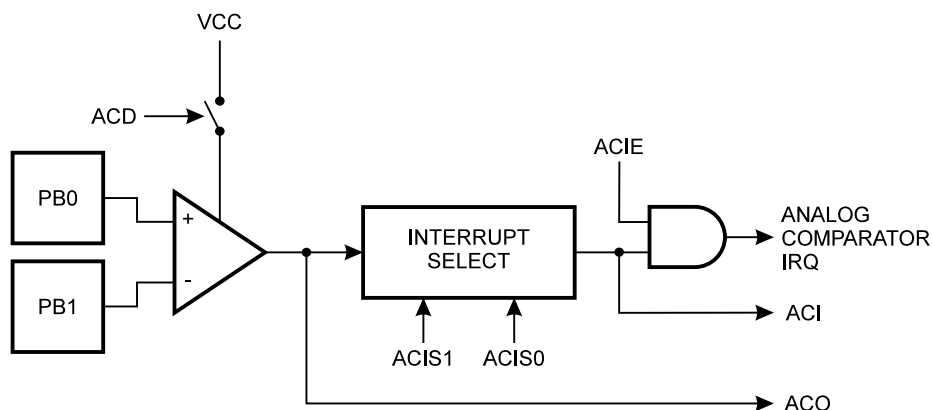 VCC
ACD
ACIE
PB0
+
ANALOG
COMPARATOR
IRQ
INTERRUPT
SELECT
PB1
-
ACI
ACIS1
ACIS0
ACO